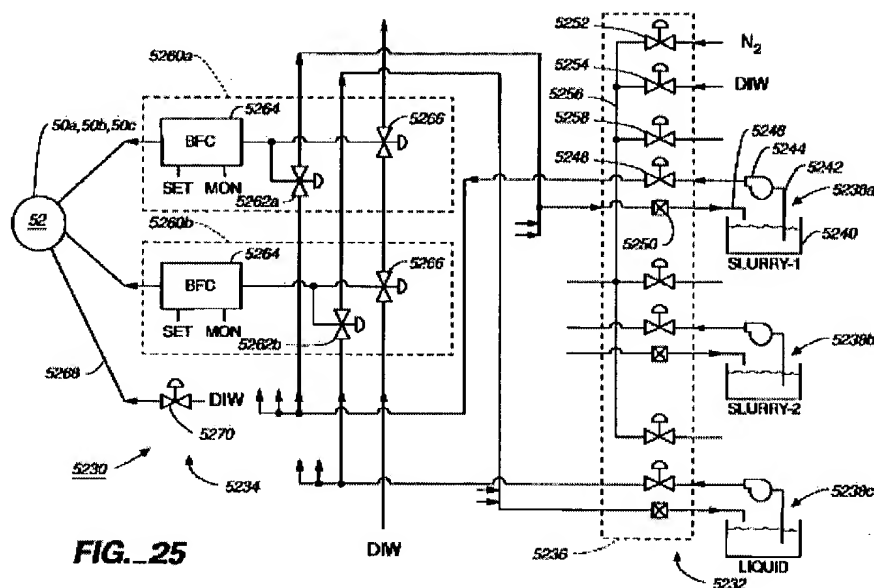 5252
N2
5254
5260a
5256
DIW
50a, 50b, 50c
5264
5266
5258
5248
5244
5246
5242
BFC
5238a
52
SET MON
5262a
5250
5240
5260b
SLURRY-1
5264
5266
BFC
5238b
SET MON
5262b
5268
SLURRY-2
DIW
5270
5230
5234
5238c
FIG._25
DIW
5236
LIQUID
5232